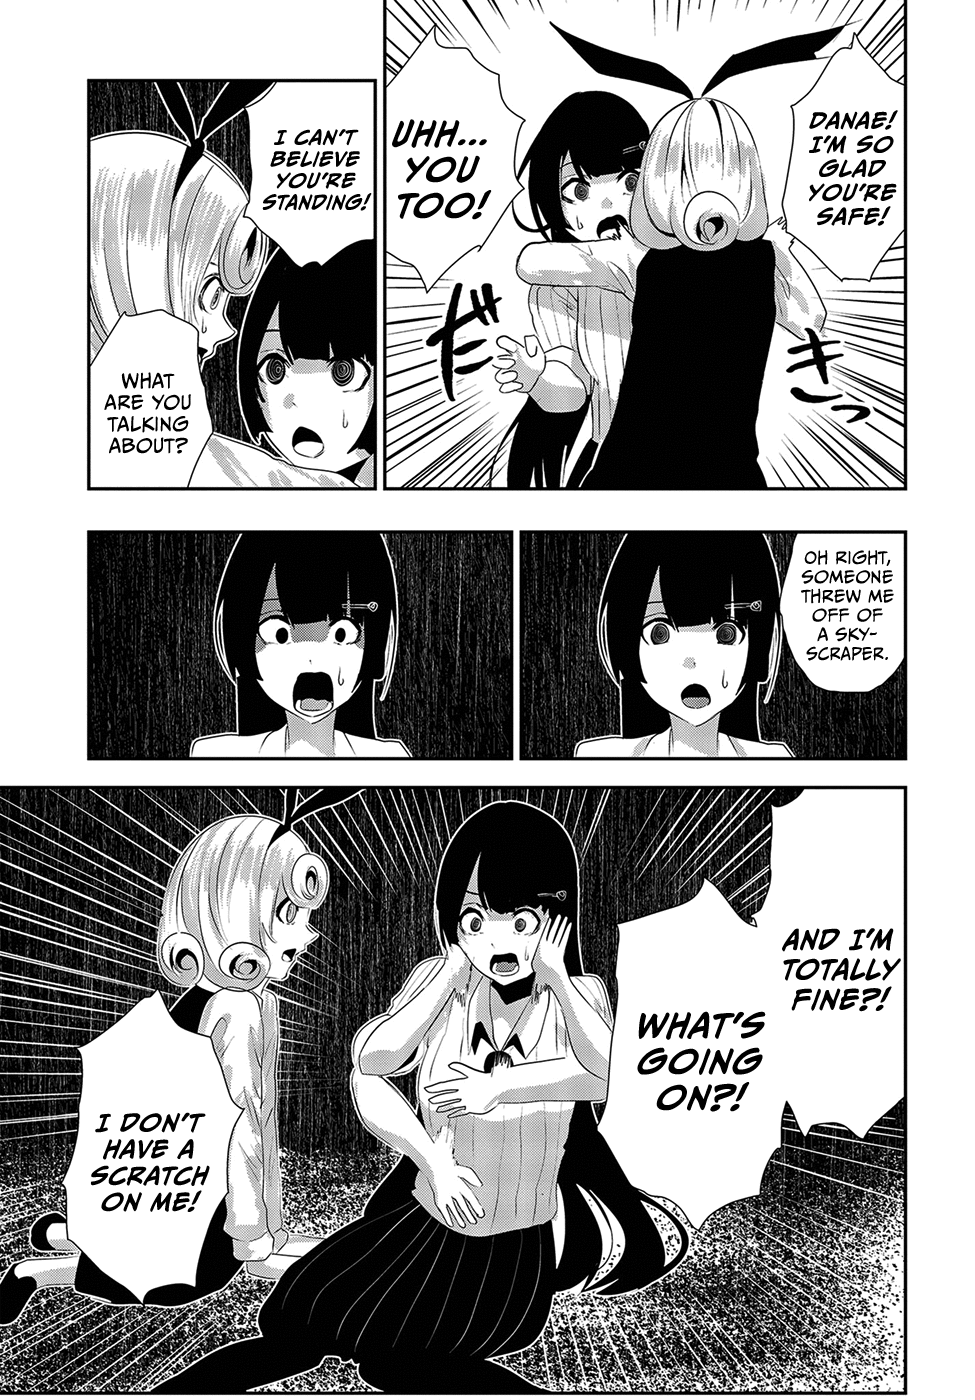 DANAE!
I'M SO
GLAD
YOU'RE
SAFE!
UHH...
YOU
TOO!
だきっ
I CAN'T
BELIEVE
YOU'RE
STANDING!
WHAT
ARE YOU
TALKING
ABOUT?
OH RIGHT,
SOMEONE
THREW ME
OFF OF
A SKY-
SCRAPER.
AND I'M
TOTALLY
FINE?!
WHAT'S
GOING
ON?!
I DON'T
HAVE A
SCRATCH
ON ME!